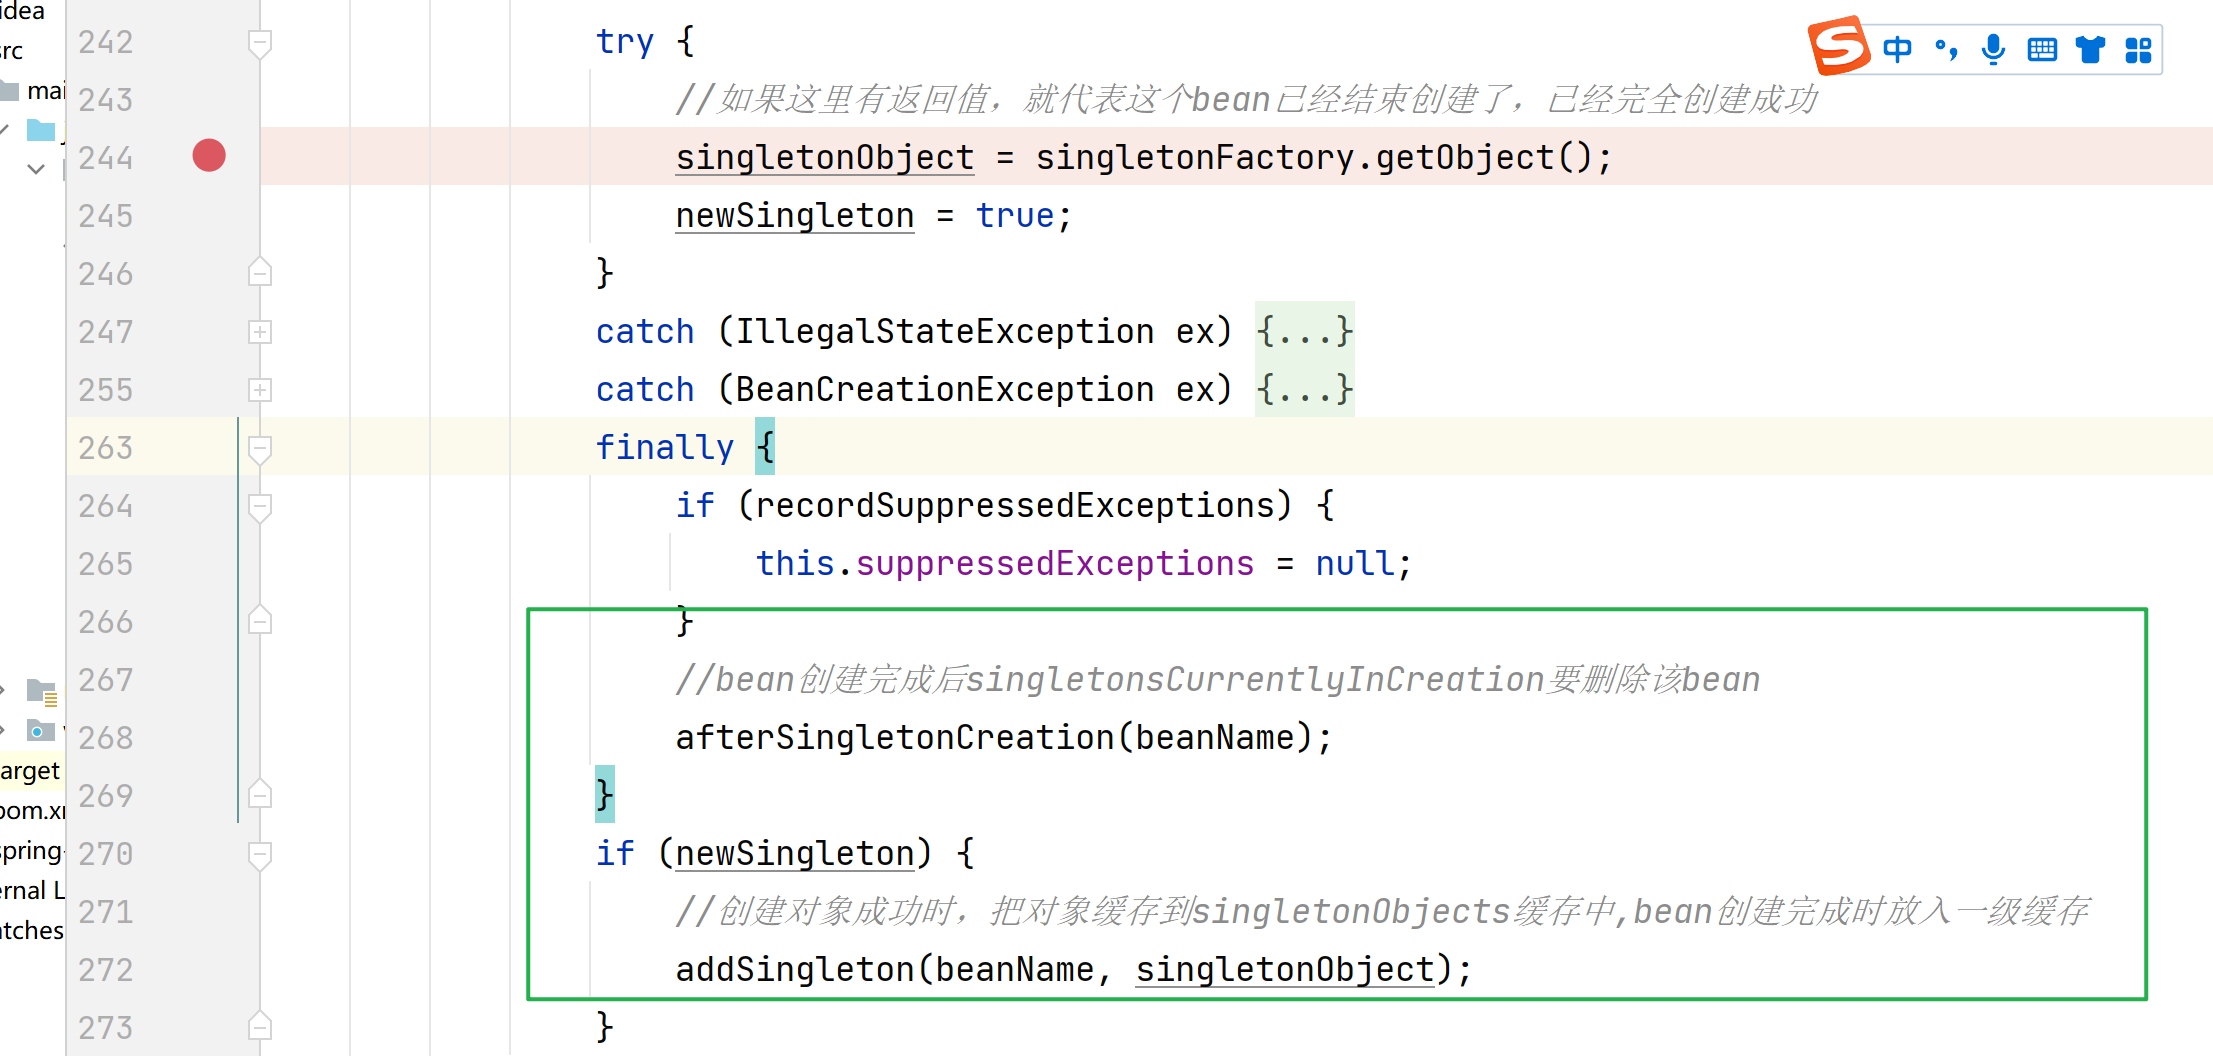 idea
src
mai
242 try {
243 //如果这里有返回值，就代表这个bean已经结束创建了，已经完全创建成功
244 singletonObject = singletonFactory.getObject();
245 newSingleton = true;
246 }
247 catch (IllegalStateException ex) {...}
255 catch (BeanCreationException ex) {...}
263 finally {
264 if (recordSuppressedExceptions) {
265 this.suppressedExceptions = null;
266 }
267 //bean创建完成后singletonsCurrentlyInCreation要删除该bean
268 afterSingletonCreation(beanName);
269 }
270 if (newSingleton) {
271 //创建对象成功时，把对象缓存到singletonObjects缓存中,bean创建完成时放入一级缓存
272 addSingleton(beanName, singletonObject);
273 }
arget
pom.x
spring-
ernal L
atches
S中